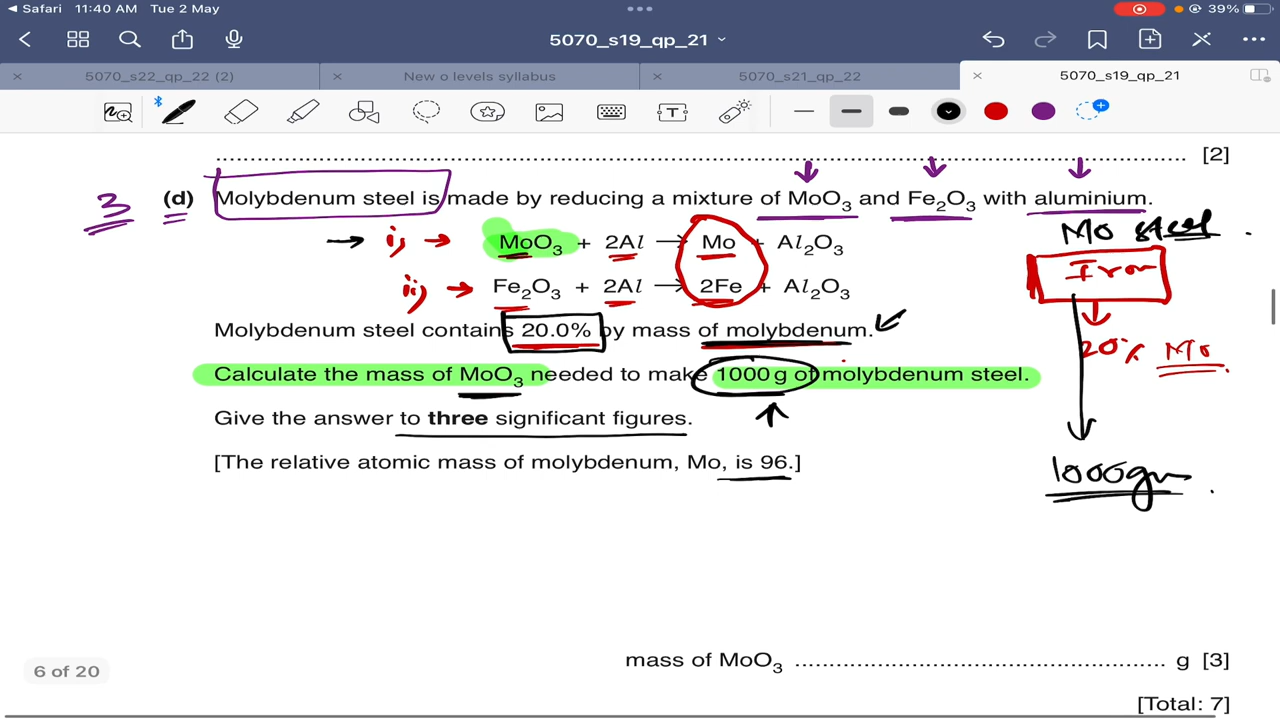 Safari 11:40 AM Tue 2 May 39%
5070_s19_qp_21
5070_s22_qp_22 (2) New o levels syllabus 5070_s21_qp_22 5070_s19_qp_21
[2]
3 (d) Molybdenum steel is made by reducing a mixture of MoO₃ and Fe₂O₃ with aluminium.
Mo steel.
i, MoO₃ + 2Al → Mo + Al₂O₃
Iron
ii, Fe₂O₃ + 2Al → 2Fe + Al₂O₃
Molybdenum steel contains 20.0% by mass of molybdenum.
20% Mo
Calculate the mass of MoO₃ needed to make 1000 g of molybdenum steel.
Give the answer to three significant figures.
[The relative atomic mass of molybdenum, Mo, is 96.]
1000gm
mass of MoO₃ ................................................................ g [3]
6 of 20
[Total: 7]